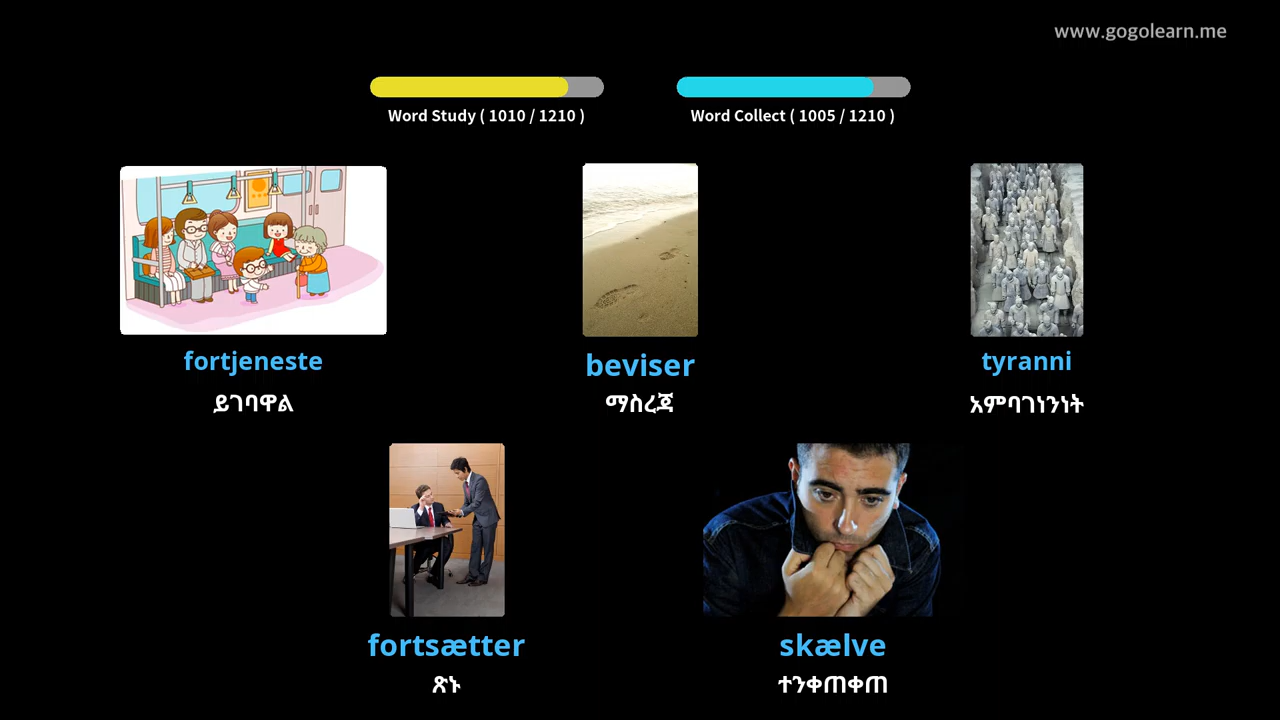 www.gogolearn.me
Word Study ( 1010 / 1210 )
Word Collect ( 1005 / 1210 )
fortjeneste
ይገባዋል
beviser
ማስረጃ
tyranni
አምባገነንነት
fortsætter
ጽኑ
skælve
ተንቀጠቀጠ